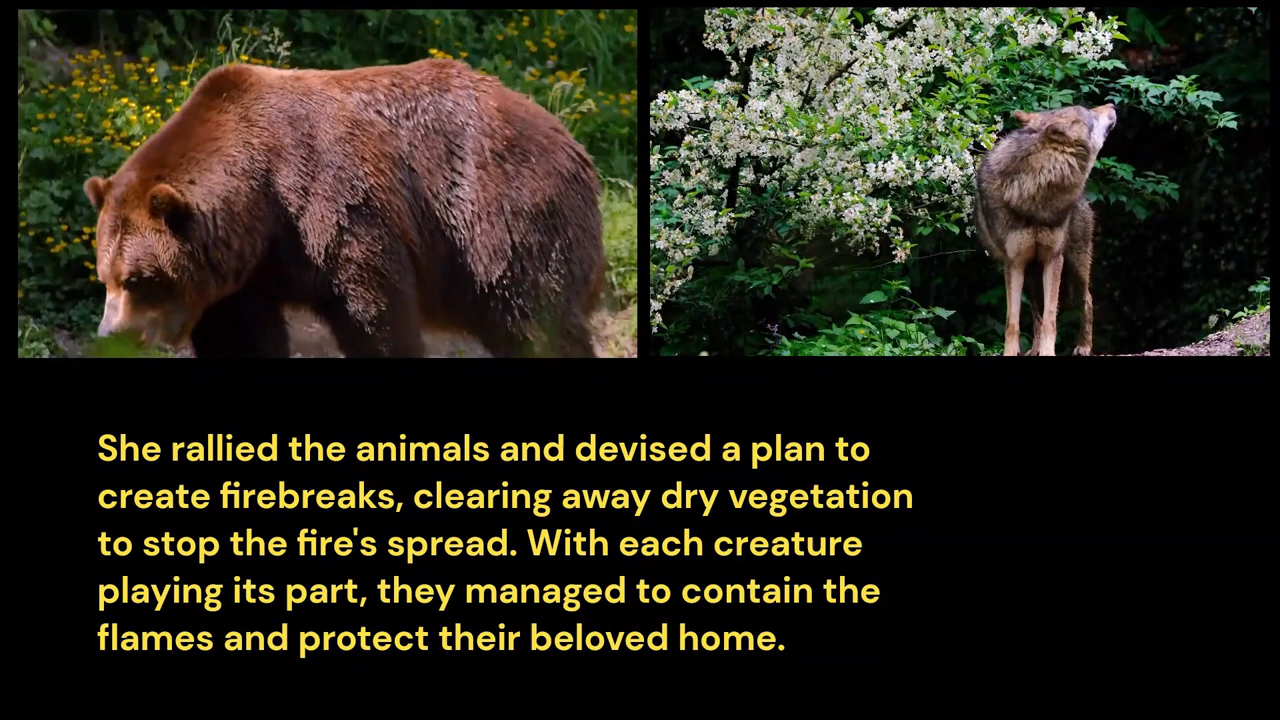 She rallied the animals and devised a plan to
create firebreaks, clearing away dry vegetation
to stop the fire's spread. With each creature
playing its part, they managed to contain the
flames and protect their beloved home.